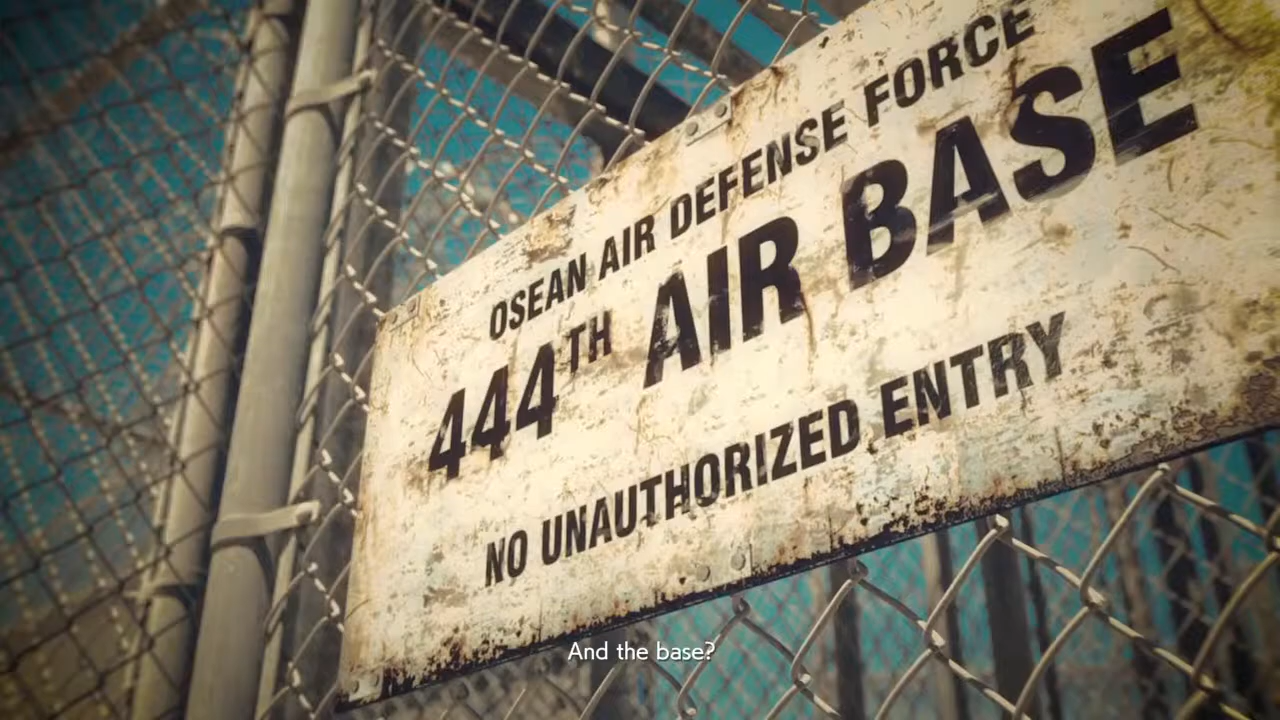 OSEAN AIR DEFENSE FORCE
444TH AIR BASE
NO UNAUTHORIZED ENTRY
And the base?